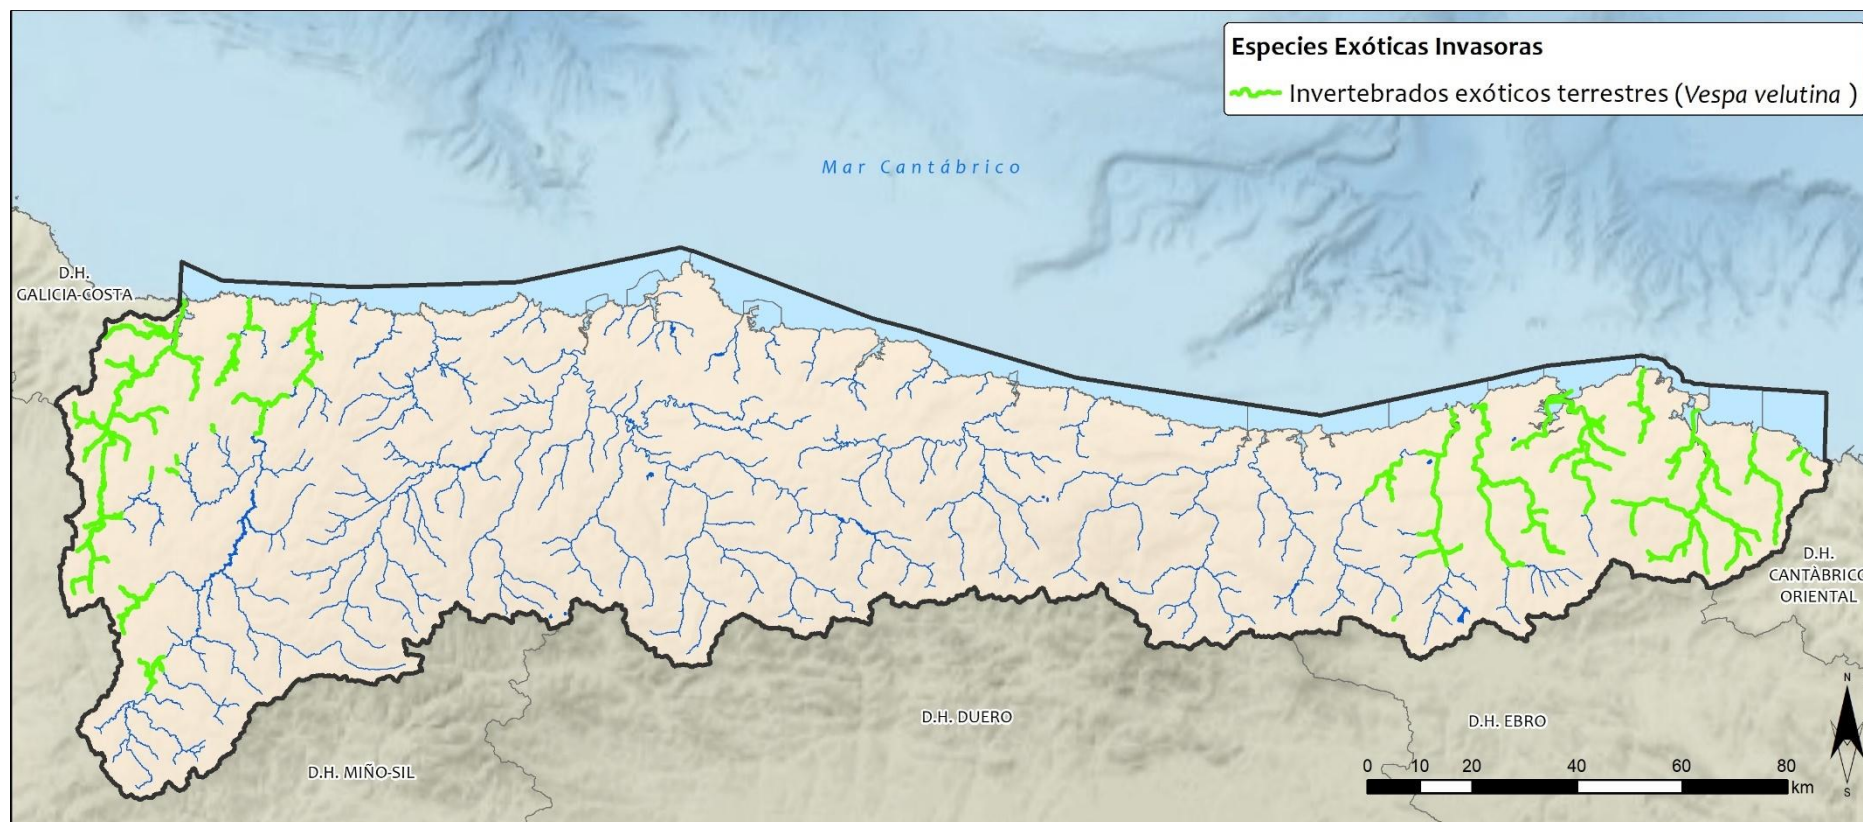 Especies Exóticas Invasoras
Invertebrados exóticos terrestres (Vespa velutina )
Mar Cantábrico
D.H.
GALICIA-COSTA
D.H.
CANTÀBRICO
ORIENTAL
N
D.H. DUERO
D.H. EBRO
D.H. MIÑO-SIL
0 10 20 40 60 80
km
S